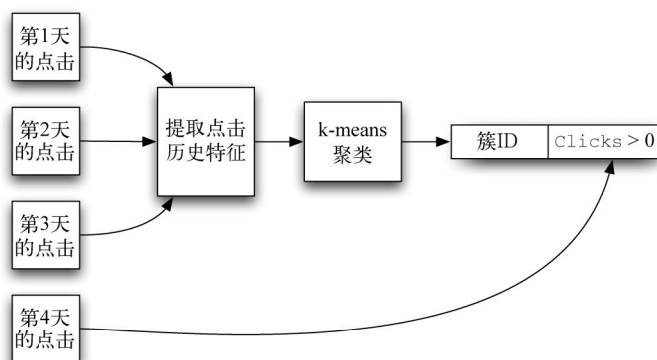 第1天
的点击
第2天
的点击
第3天
的点击
第4天
的点击
提取点击
历史特征
k-means
聚类
簇ID
Clicks > 0